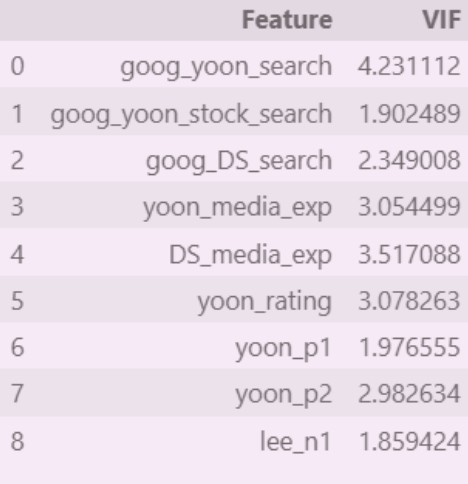 Feature VIF
0 goog_yoon_search 4.231112
1 goog_yoon_stock_search 1.902489
2 goog_DS_search 2.349008
3 yoon_media_exp 3.054499
4 DS_media_exp 3.517088
5 yoon_rating 3.078263
6 yoon_p1 1.976555
7 yoon_p2 2.982634
8 lee_n1 1.859424